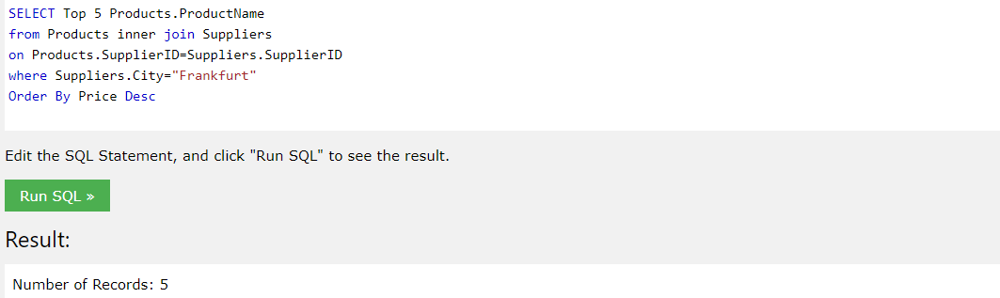 SELECT Top 5 Products.ProductName
from Products inner join Suppliers
on Products.SupplierID=Suppliers.SupplierID
where Suppliers.City="Frankfurt"
Order By Price Desc
Edit the SQL Statement, and click "Run SQL" to see the result.
Run SQL »
Result:
Number of Records: 5